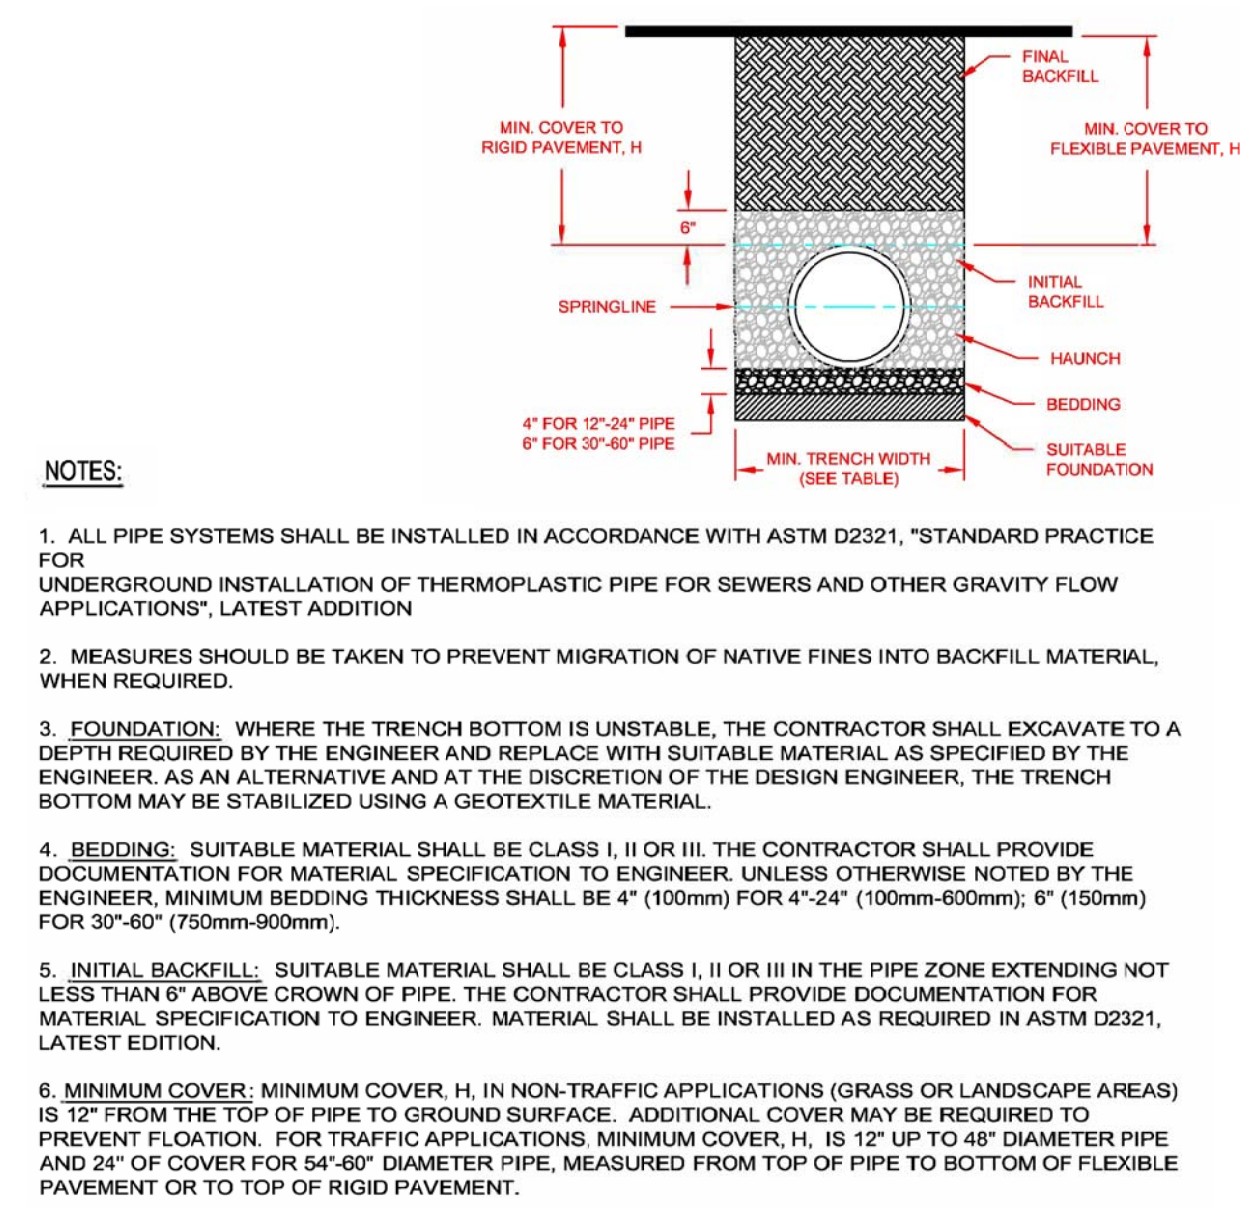 FINAL
BACKFILL
MIN. COVER TO
RIGID PAVEMENT, H
MIN. COVER TO
FLEXIBLE PAVEMENT, H
6"
INITIAL
BACKFILL
SPRINGLINE
HAUNCH
BEDDING
4" FOR 12"-24" PIPE
6" FOR 30"-60" PIPE
MIN. TRENCH WIDTH
(SEE TABLE)
SUITABLE
FOUNDATION
NOTES:
1. ALL PIPE SYSTEMS SHALL BE INSTALLED IN ACCORDANCE WITH ASTM D2321, "STANDARD PRACTICE
FOR
UNDERGROUND INSTALLATION OF THERMOPLASTIC PIPE FOR SEWERS AND OTHER GRAVITY FLOW
APPLICATIONS", LATEST ADDITION
2. MEASURES SHOULD BE TAKEN TO PREVENT MIGRATION OF NATIVE FINES INTO BACKFILL MATERIAL,
WHEN REQUIRED.
3. FOUNDATION: WHERE THE TRENCH BOTTOM IS UNSTABLE, THE CONTRACTOR SHALL EXCAVATE TO A
DEPTH REQUIRED BY THE ENGINEER AND REPLACE WITH SUITABLE MATERIAL AS SPECIFIED BY THE
ENGINEER. AS AN ALTERNATIVE AND AT THE DISCRETION OF THE DESIGN ENGINEER, THE TRENCH
BOTTOM MAY BE STABILIZED USING A GEOTEXTILE MATERIAL.
4. BEDDING: SUITABLE MATERIAL SHALL BE CLASS I, II OR III. THE CONTRACTOR SHALL PROVIDE
DOCUMENTATION FOR MATERIAL SPECIFICATION TO ENGINEER. UNLESS OTHERWISE NOTED BY THE
ENGINEER, MINIMUM BEDDING THICKNESS SHALL BE 4" (100mm) FOR 4"-24" (100mm-600mm); 6" (150mm)
FOR 30"-60" (750mm-900mm).
5. INITIAL BACKFILL: SUITABLE MATERIAL SHALL BE CLASS I, II OR III IN THE PIPE ZONE EXTENDING NOT
LESS THAN 6" ABOVE CROWN OF PIPE. THE CONTRACTOR SHALL PROVIDE DOCUMENTATION FOR
MATERIAL SPECIFICATION TO ENGINEER. MATERIAL SHALL BE INSTALLED AS REQUIRED IN ASTM D2321,
LATEST EDITION.
6. MINIMUM COVER: MINIMUM COVER, H, IN NON-TRAFFIC APPLICATIONS (GRASS OR LANDSCAPE AREAS)
IS 12" FROM THE TOP OF PIPE TO GROUND SURFACE. ADDITIONAL COVER MAY BE REQUIRED TO
PREVENT FLOATION. FOR TRAFFIC APPLICATIONS, MINIMUM COVER, H, IS 12" UP TO 48" DIAMETER PIPE
AND 24" OF COVER FOR 54"-60" DIAMETER PIPE, MEASURED FROM TOP OF PIPE TO BOTTOM OF FLEXIBLE
PAVEMENT OR TO TOP OF RIGID PAVEMENT.